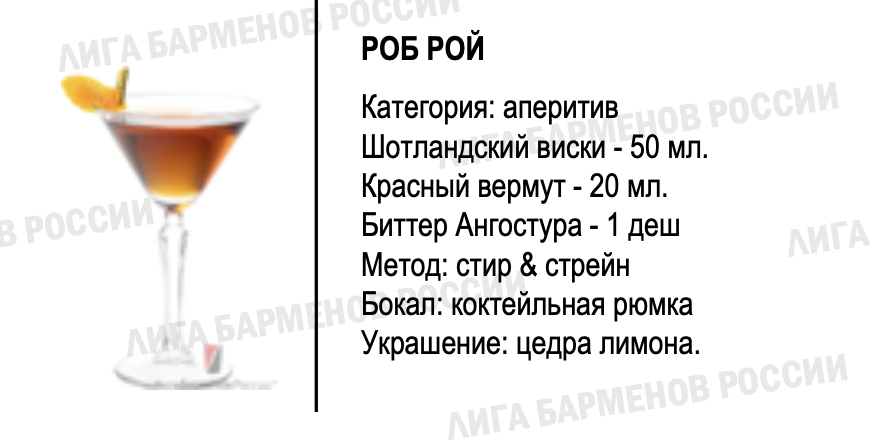 ЛИГА БАРМЕНОВ РОССИИ
РОБ РОЙ
Категория: аперитив
ЛИГА БАРМЕНОВ РОССИИ
Шотландский виски - 50 мл.
Красный вермут - 20 мл.
В РОССИИ
Биттер Ангостура - 1 деш
ЛИГА
Метод: стир & стрейн
Бокал: коктейльная рюмка
ЛИГА БАРМЕНОВ РОССИИ
Украшение: цедра лимона.
ЛИГА БАРМЕНОВ РОССИИ